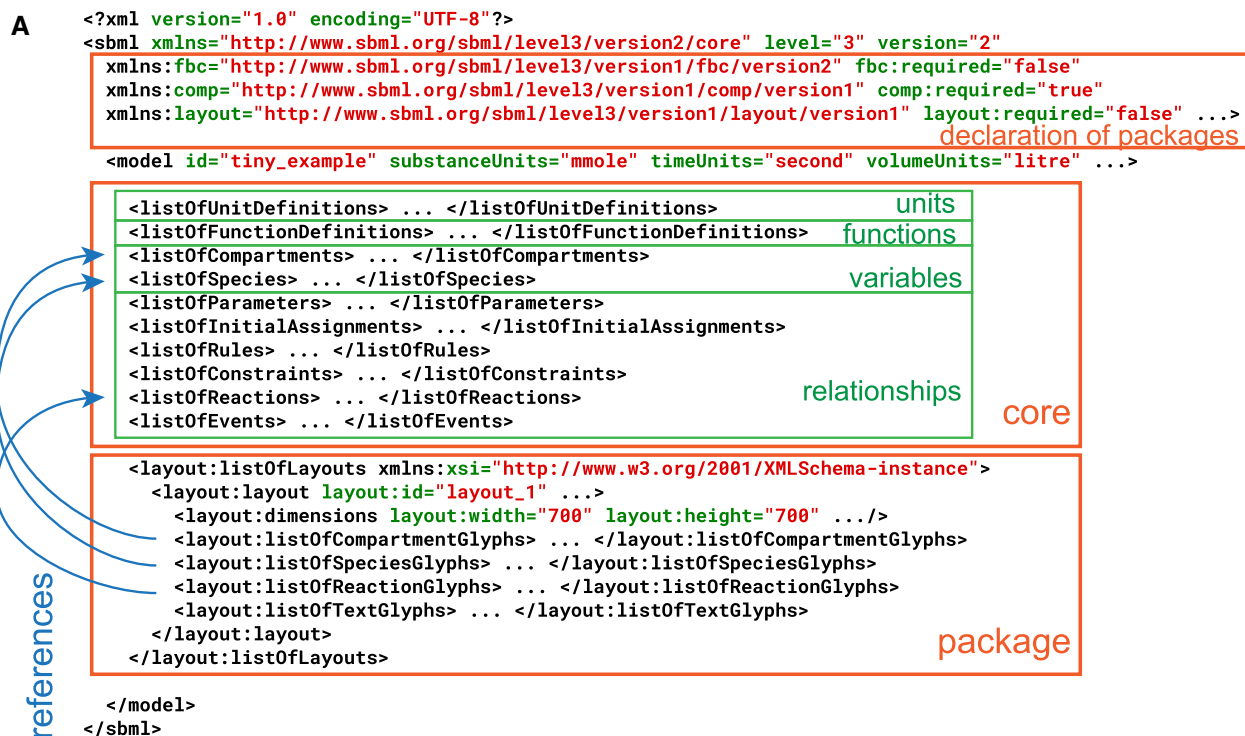 A
<?xml version="1.0" encoding="UTF-8"?>
<sbml xmlns="http://www.sbml.org/sbml/level3/version2/core" level="3" version="2"
xmlns:fbc="http://www.sbml.org/sbml/level3/version1/fbc/version2" fbc:required="false"
xmlns:comp="http://www.sbml.org/sbml/level3/version1/comp/version1" comp:required="true"
xmlns:layout="http://www.sbml.org/sbml/level3/version1/layout/version1" layout:required="false" ...>
declaration of packages
<model id="tiny_example" substanceUnits="mmole" timeUnits="second" volumeUnits="litre" ...>
<listOfUnitDefinitions> ... </listOfUnitDefinitions>
units
<listOfFunctionDefinitions> ... </listOfFunctionDefinitions>
functions
<listOfCompartments> ... </listOfCompartments>
<listOfSpecies> ... </listOfSpecies>
variables
<listOfParameters> ... </listOfParameters>
<listOfInitialAssignments> ... </listOfInitialAssignments>
<listOfRules> ... </listOfRules>
<listOfConstraints> ... </listOfConstraints>
<listOfReactions> ... </listOfReactions>
relationships
<listOfEvents> ... </listOfEvents>
core
<layout:listOfLayouts xmlns:xsi="http://www.w3.org/2001/XMLSchema-instance">
<layout:layout layout:id="layout_1" ...>
<layout:dimensions layout:width="700" layout:height="700" .../>
<layout:listOfCompartmentGlyphs> ... </layout:listOfCompartmentGlyphs>
<layout:listOfSpeciesGlyphs> ... </layout:listOfSpeciesGlyphs>
<layout:listOfReactionGlyphs> ... </layout:listOfReactionGlyphs>
<layout:listOfTextGlyphs> ... </layout:listOfTextGlyphs>
</layout:layout>
package
</layout:listOfLayouts>
references
</model>
</sbml>